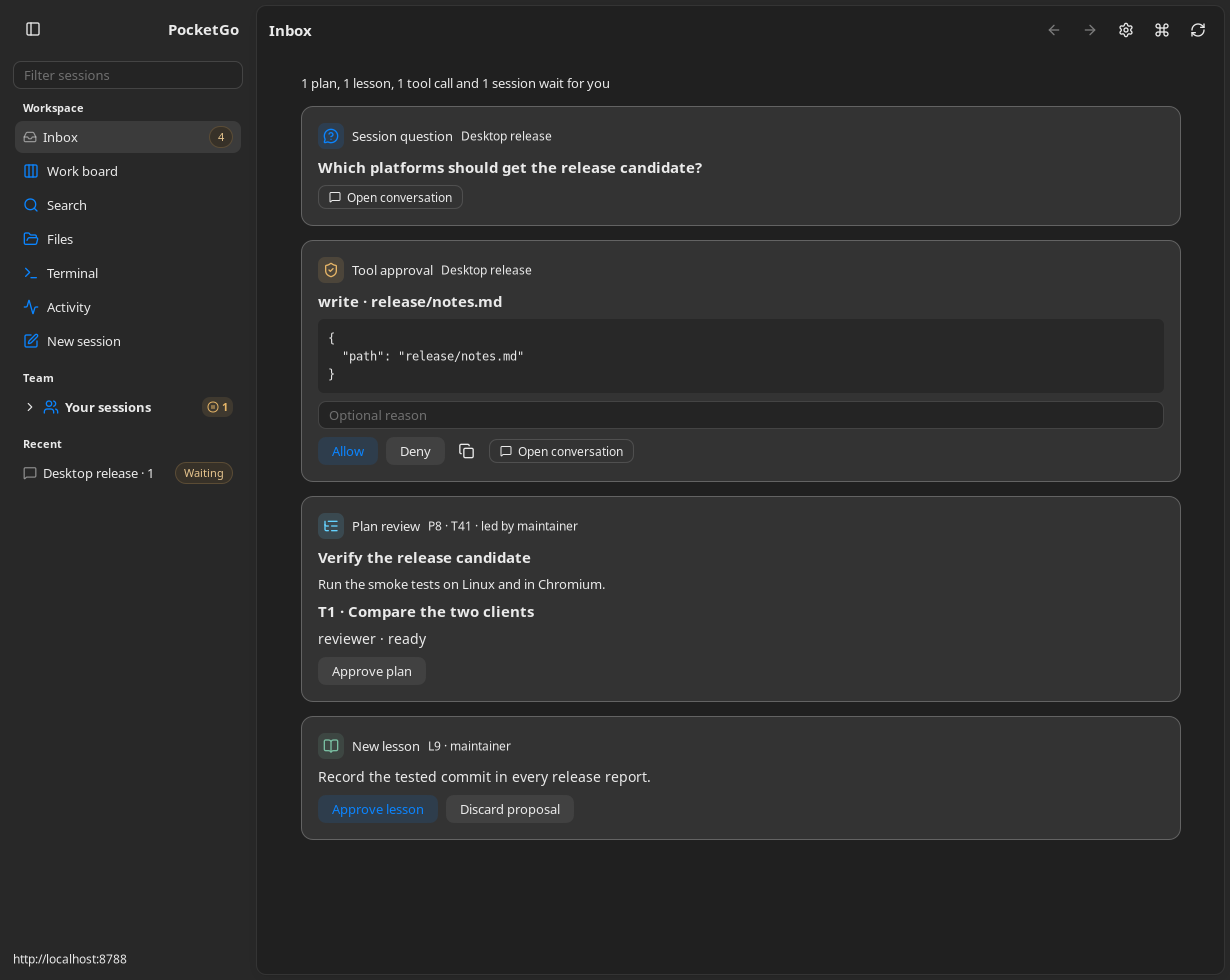 PocketGo
Filter sessions
Workspace
Inbox 4
Work board
Search
Files
Terminal
Activity
New session
Team
Your sessions 1
Recent
Desktop release · 1 Waiting
http://localhost:8788
Inbox
1 plan, 1 lesson, 1 tool call and 1 session wait for you
Session question Desktop release
Which platforms should get the release candidate?
Open conversation
Tool approval Desktop release
write · release/notes.md
{
"path": "release/notes.md"
}
Optional reason
Allow Deny Open conversation
Plan review P8 · T41 · led by maintainer
Verify the release candidate
Run the smoke tests on Linux and in Chromium.
T1 · Compare the two clients
reviewer · ready
Approve plan
New lesson L9 · maintainer
Record the tested commit in every release report.
Approve lesson Discard proposal